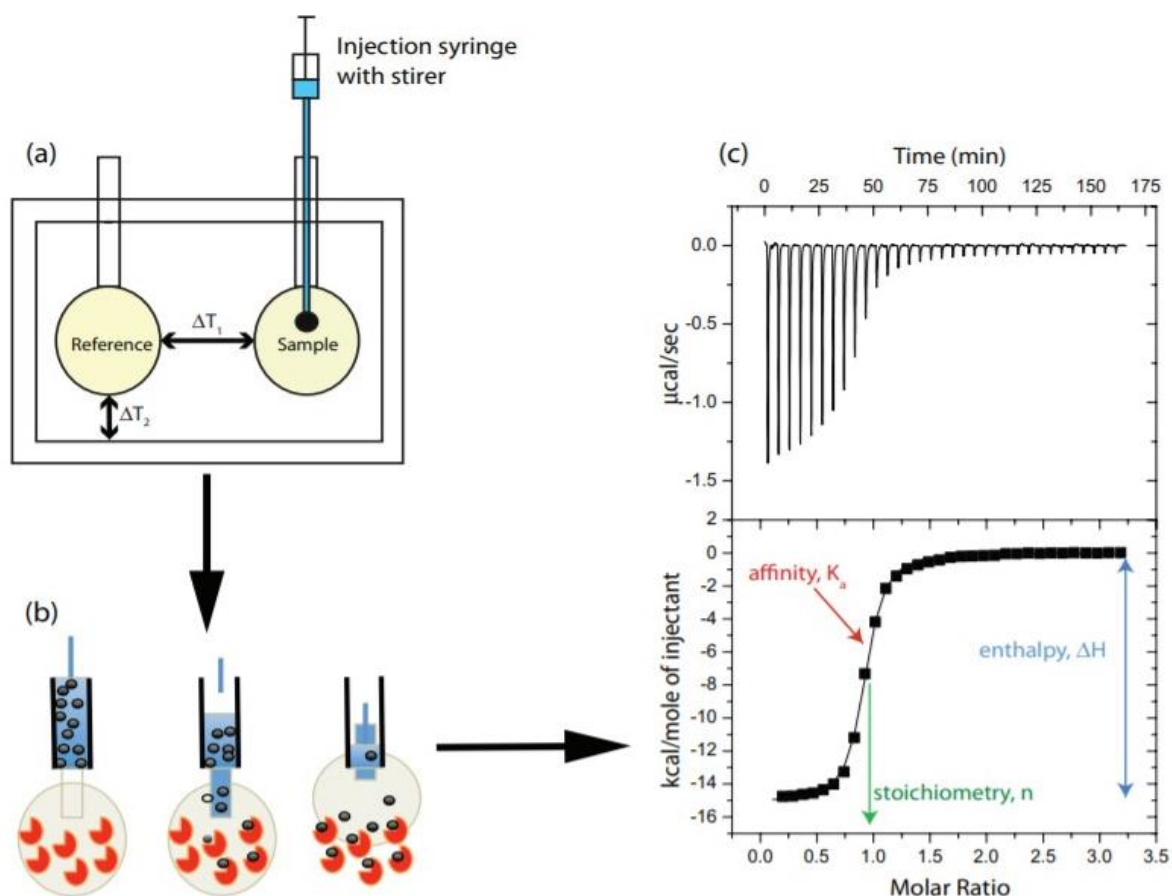 Injection syringe
with stirer
(a)
Reference
ΔT₁
Sample
ΔT₂
(b)
(c)
Time (min)
0 25 50 75 100 125 150 175
0.0
-0.5
-1.0
-1.5
µcal/sec
2
0
-2
-4
-6
-8
-10
-12
-14
-16
kcal/mole of injectant
affinity, Kₐ
enthalpy, ΔH
stoichiometry, n
0.0 0.5 1.0 1.5 2.0 2.5 3.0 3.5
Molar Ratio